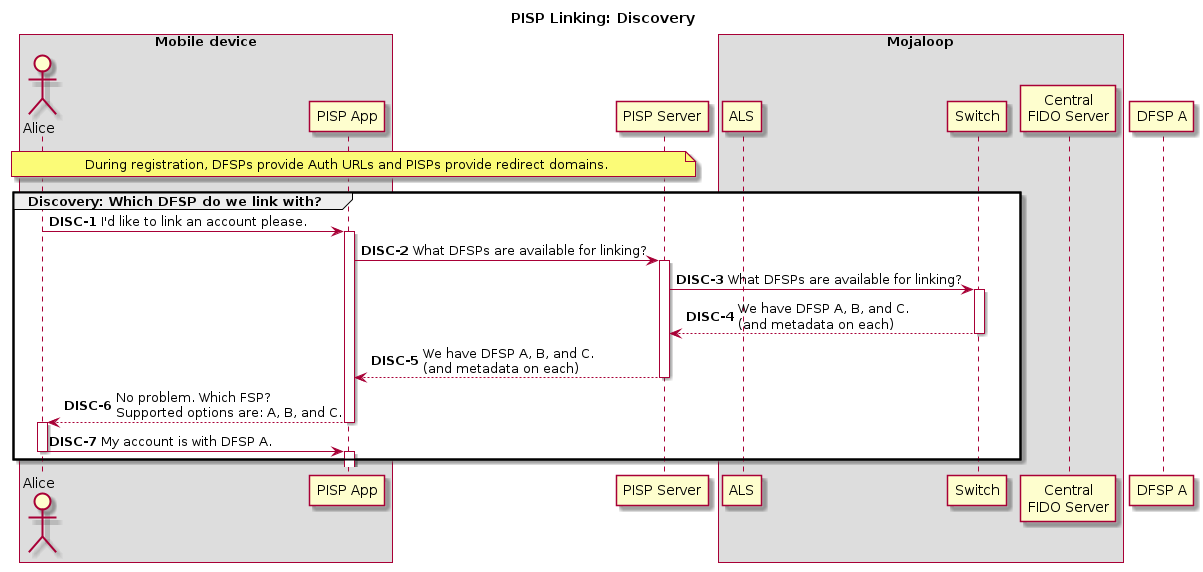 PISP Linking: Discovery
Mobile device
Mojaloop
Alice
PISP App
PISP Server
ALS
Switch
Central
FIDO Server
DFSP A
During registration, DFSPs provide Auth URLs and PISPs provide redirect domains.
Discovery: Which DFSP do we link with?
DISC-1 I'd like to link an account please.
DISC-2 What DFSPs are available for linking?
DISC-3 What DFSPs are available for linking?
DISC-4 We have DFSP A, B, and C.
(and metadata on each)
DISC-5 We have DFSP A, B, and C.
(and metadata on each)
DISC-6 No problem. Which FSP?
Supported options are: A, B, and C.
DISC-7 My account is with DFSP A.
Alice
PISP App
PISP Server
ALS
Switch
Central
FIDO Server
DFSP A